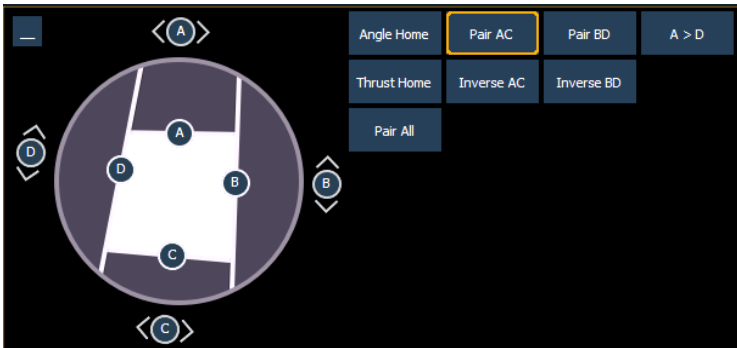 A
Angle Home
Pair AC
Pair BD
A > D
Thrust Home
Inverse AC
Inverse BD
Pair All
A
D
D
B
B
C
C